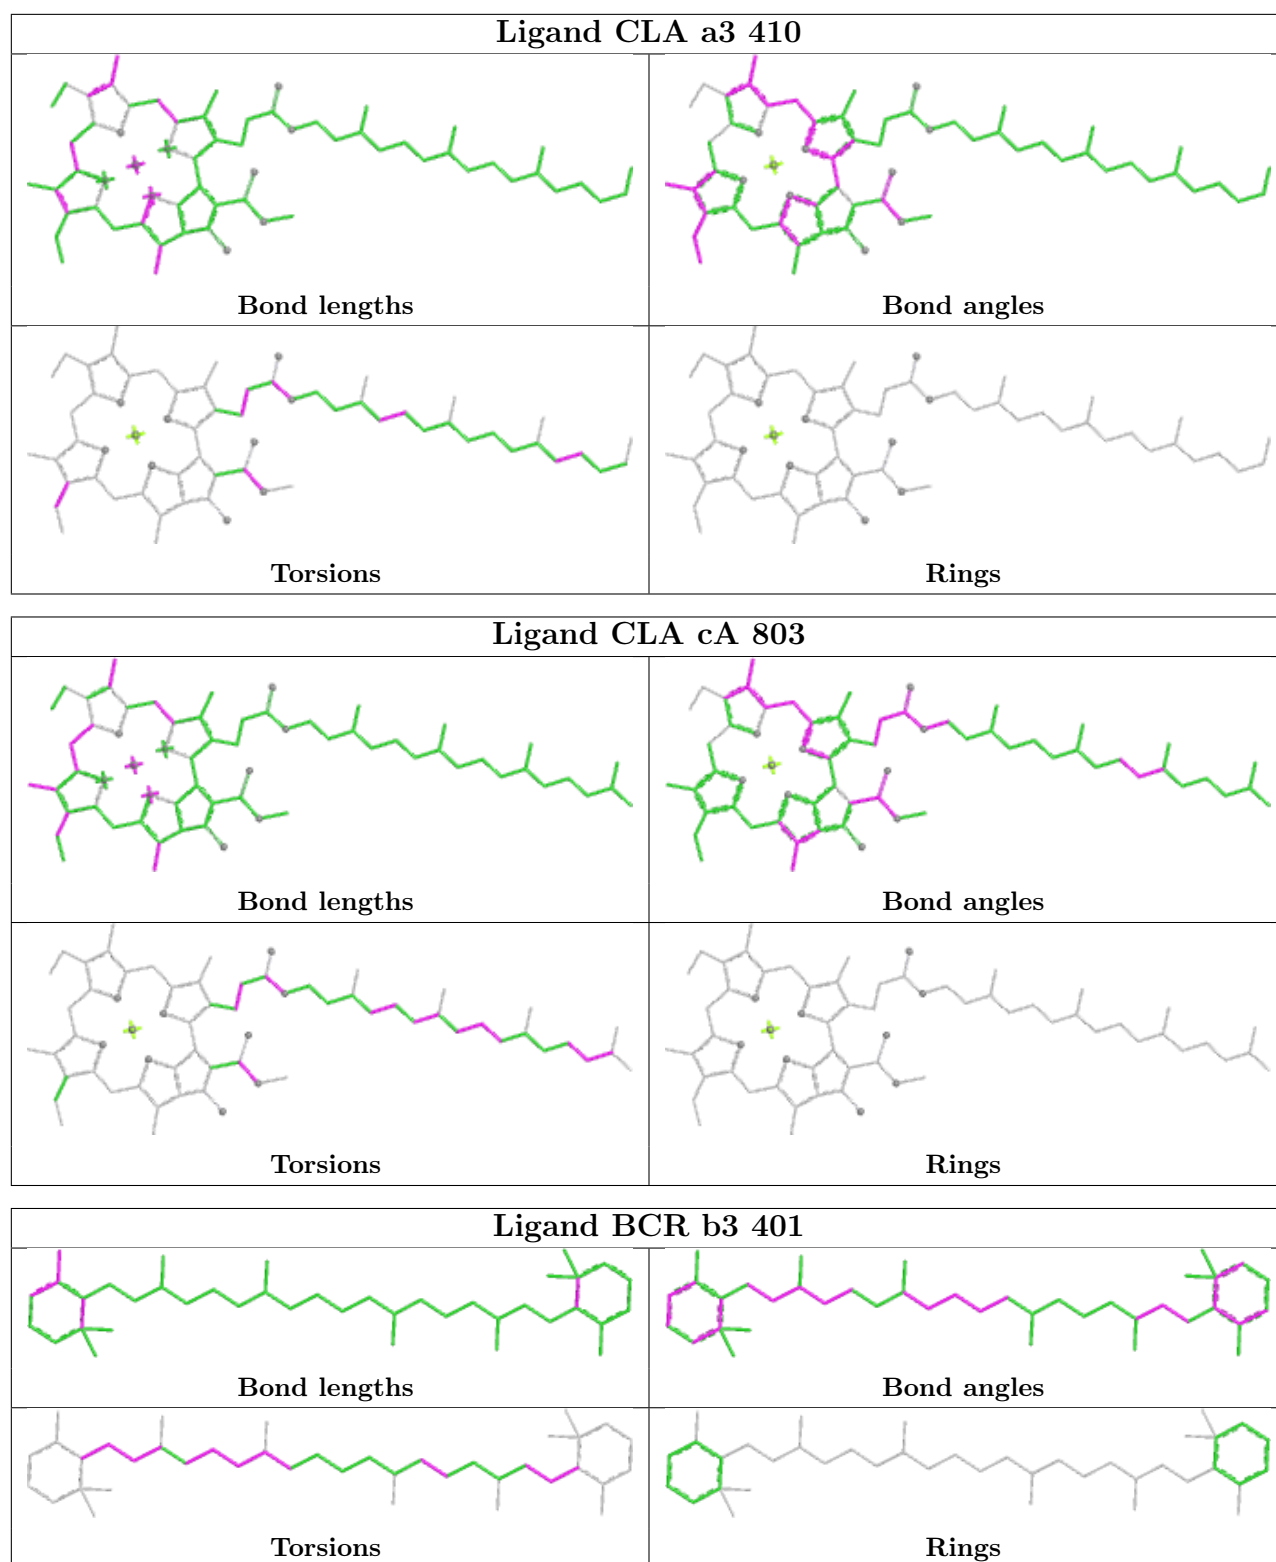 Ligand CLA a3 410
Bond lengths
Bond angles
Torsions
Rings
Ligand CLA cA 803
Bond lengths
Bond angles
Torsions
Rings
Ligand BCR b3 401
Bond lengths
Bond angles
Torsions
Rings